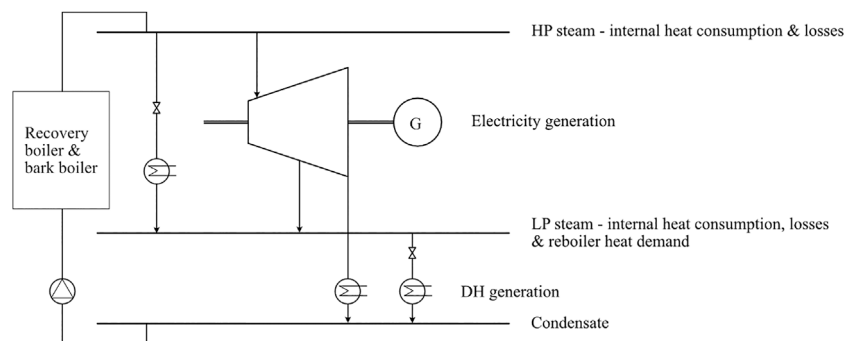 HP steam - internal heat consumption & losses
Recovery
boiler &
bark boiler
G
Electricity generation
LP steam - internal heat consumption, losses
& reboiler heat demand
DH generation
Condensate